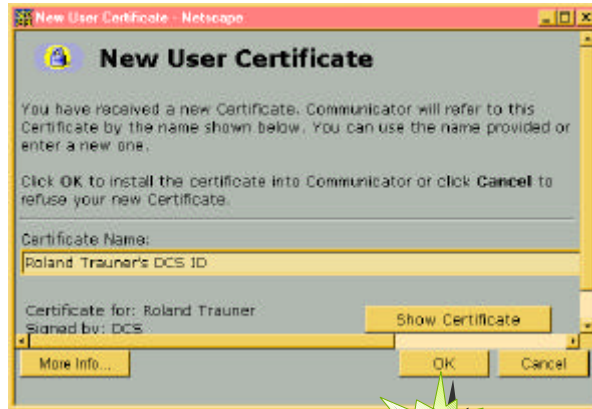 New User Certificate - Netscape
New User Certificate
You have received a new Certificate. Communicator will refer to this
Certificate by the name shown below. You can use the name provided or
enter a new one.
Click OK to install the certificate into Communicator or click Cancel to
refuse your new Certificate.
Certificate Name:
Roland Trauner's DCS ID
Certificate for: Roland Trauner
Signed by: DCS
Show Certificate
More Info...
OK
Cancel